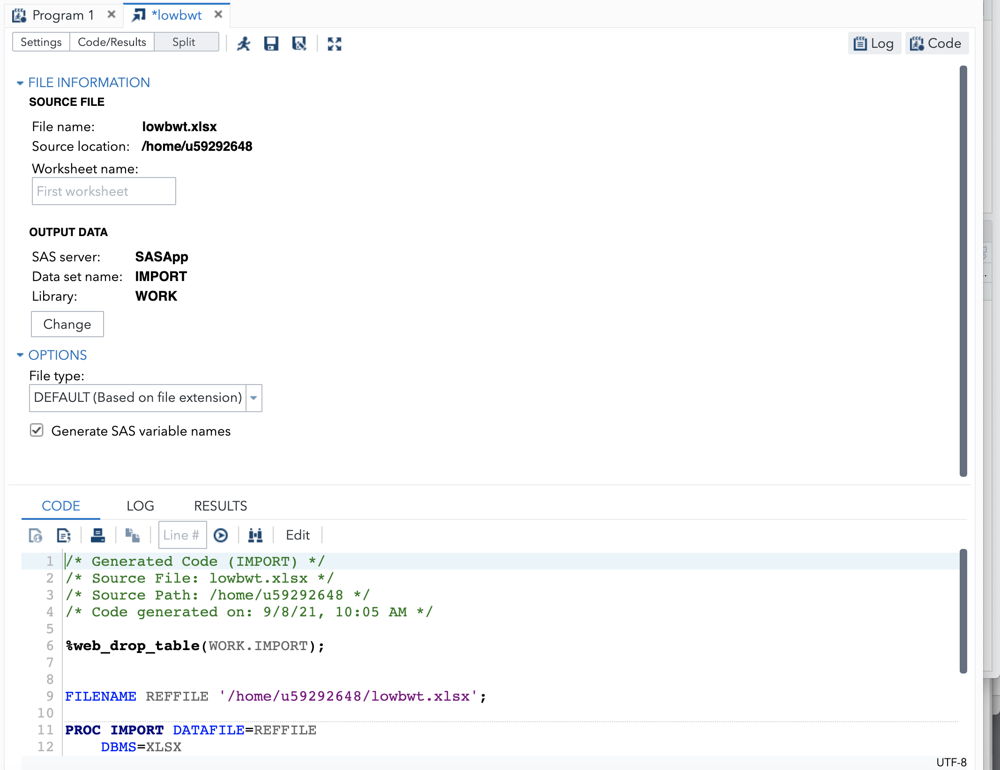 Program 1
*lowbwt
Settings Code/Results Split
Log
Code
FILE INFORMATION
SOURCE FILE
File name: lowbwt.xlsx
Source location: /home/u59292648
Worksheet name:
First worksheet
OUTPUT DATA
SAS server: SASApp
Data set name: IMPORT
Library: WORK
Change
OPTIONS
File type:
DEFAULT (Based on file extension)
Generate SAS variable names
CODE LOG RESULTS
Line # Edit
1 /* Generated Code (IMPORT) */
2 /* Source File: lowbwt.xlsx */
3 /* Source Path: /home/u59292648 */
4 /* Code generated on: 9/8/21, 10:05 AM */
5
6 %web_drop_table(WORK.IMPORT);
7
8
9 FILENAME REFFILE '/home/u59292648/lowbwt.xlsx';
10
11 PROC IMPORT DATAFILE=REFFILE
12 DBMS=XLSX
UTF-8